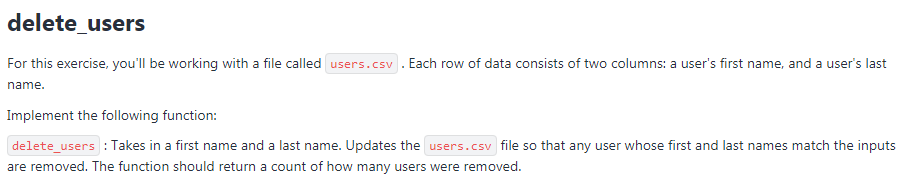 delete_users
For this exercise, you'll be working with a file called users.csv . Each row of data consists of two columns: a user's first name, and a user's last
name.
Implement the following function:
delete_users : Takes in a first name and a last name. Updates the users.csv file so that any user whose first and last names match the inputs
are removed. The function should return a count of how many users were removed.